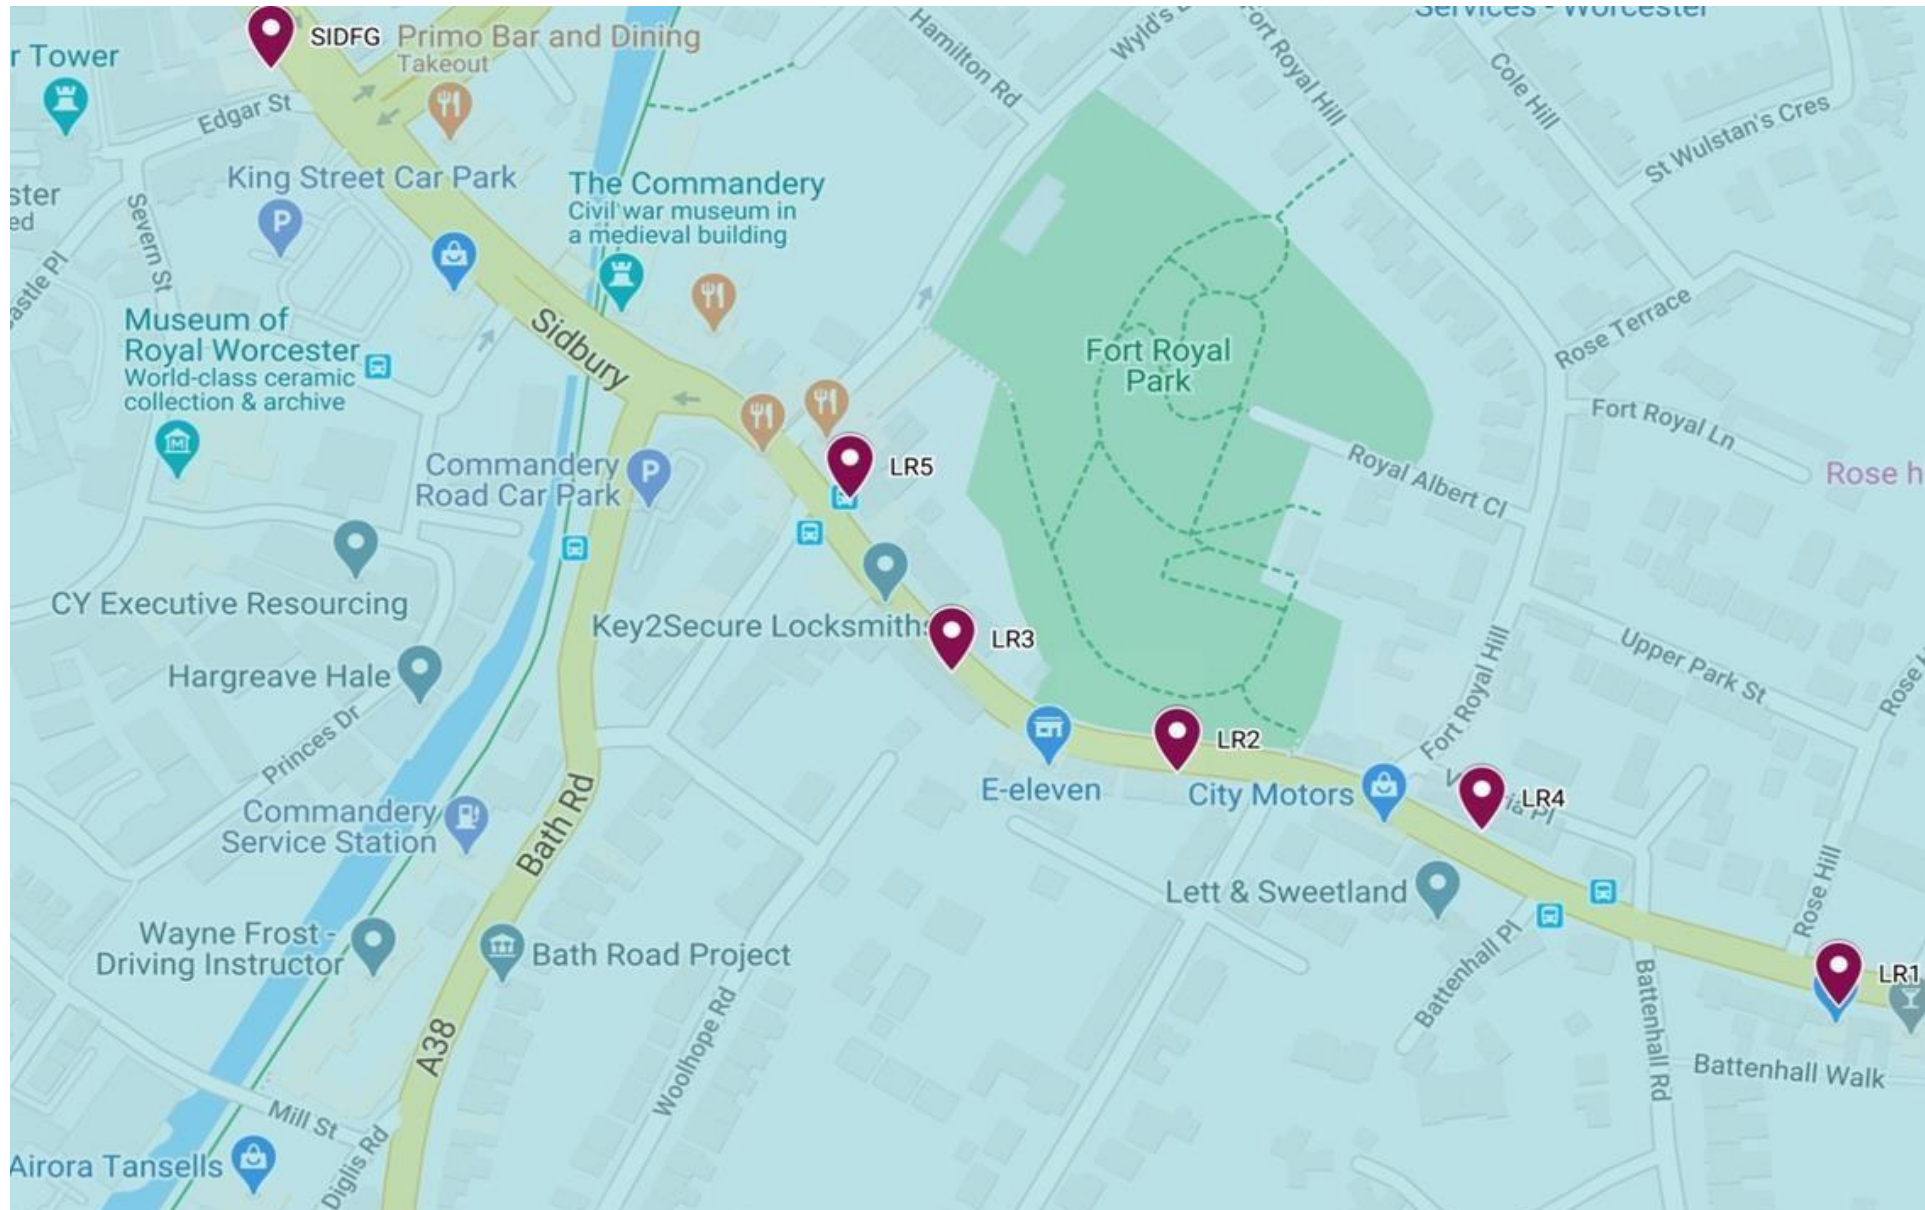 Services - Worcester
SIDFG
Primo Bar and Dining
Takeout
r Tower
Hamilton Rd
Fort Royal Hill
Cole Hill
Edgar St
St Wulstan's Cres
King Street Car Park
P
The Commandery
Civil war museum in
a medieval building
ster
ed
Severn St
Museum of
Royal Worcester
World-class ceramic
collection & archive
M
Sidbury
Fort Royal
Park
Rose Terrace
Fort Royal Ln
Rose h
Royal Albert Cl
Commandery
Road Car Park
P
LR5
CY Executive Resourcing
Key2Secure Locksmiths
LR3
Hargreave Hale
Princes Dr
Upper Park St
Fort Royal Hill
LR2
E-eleven
City Motors
LR4
Commandery
Service Station
Bath Rd
Lett & Sweetland
Rose Hill
Wayne Frost -
Driving Instructor
Bath Road Project
Battenhall Pl
Battenhall Rd
LR1
Woolhope Rd
A38
Battenhall Walk
Mill St
Diglis Rd
Airora Tansells